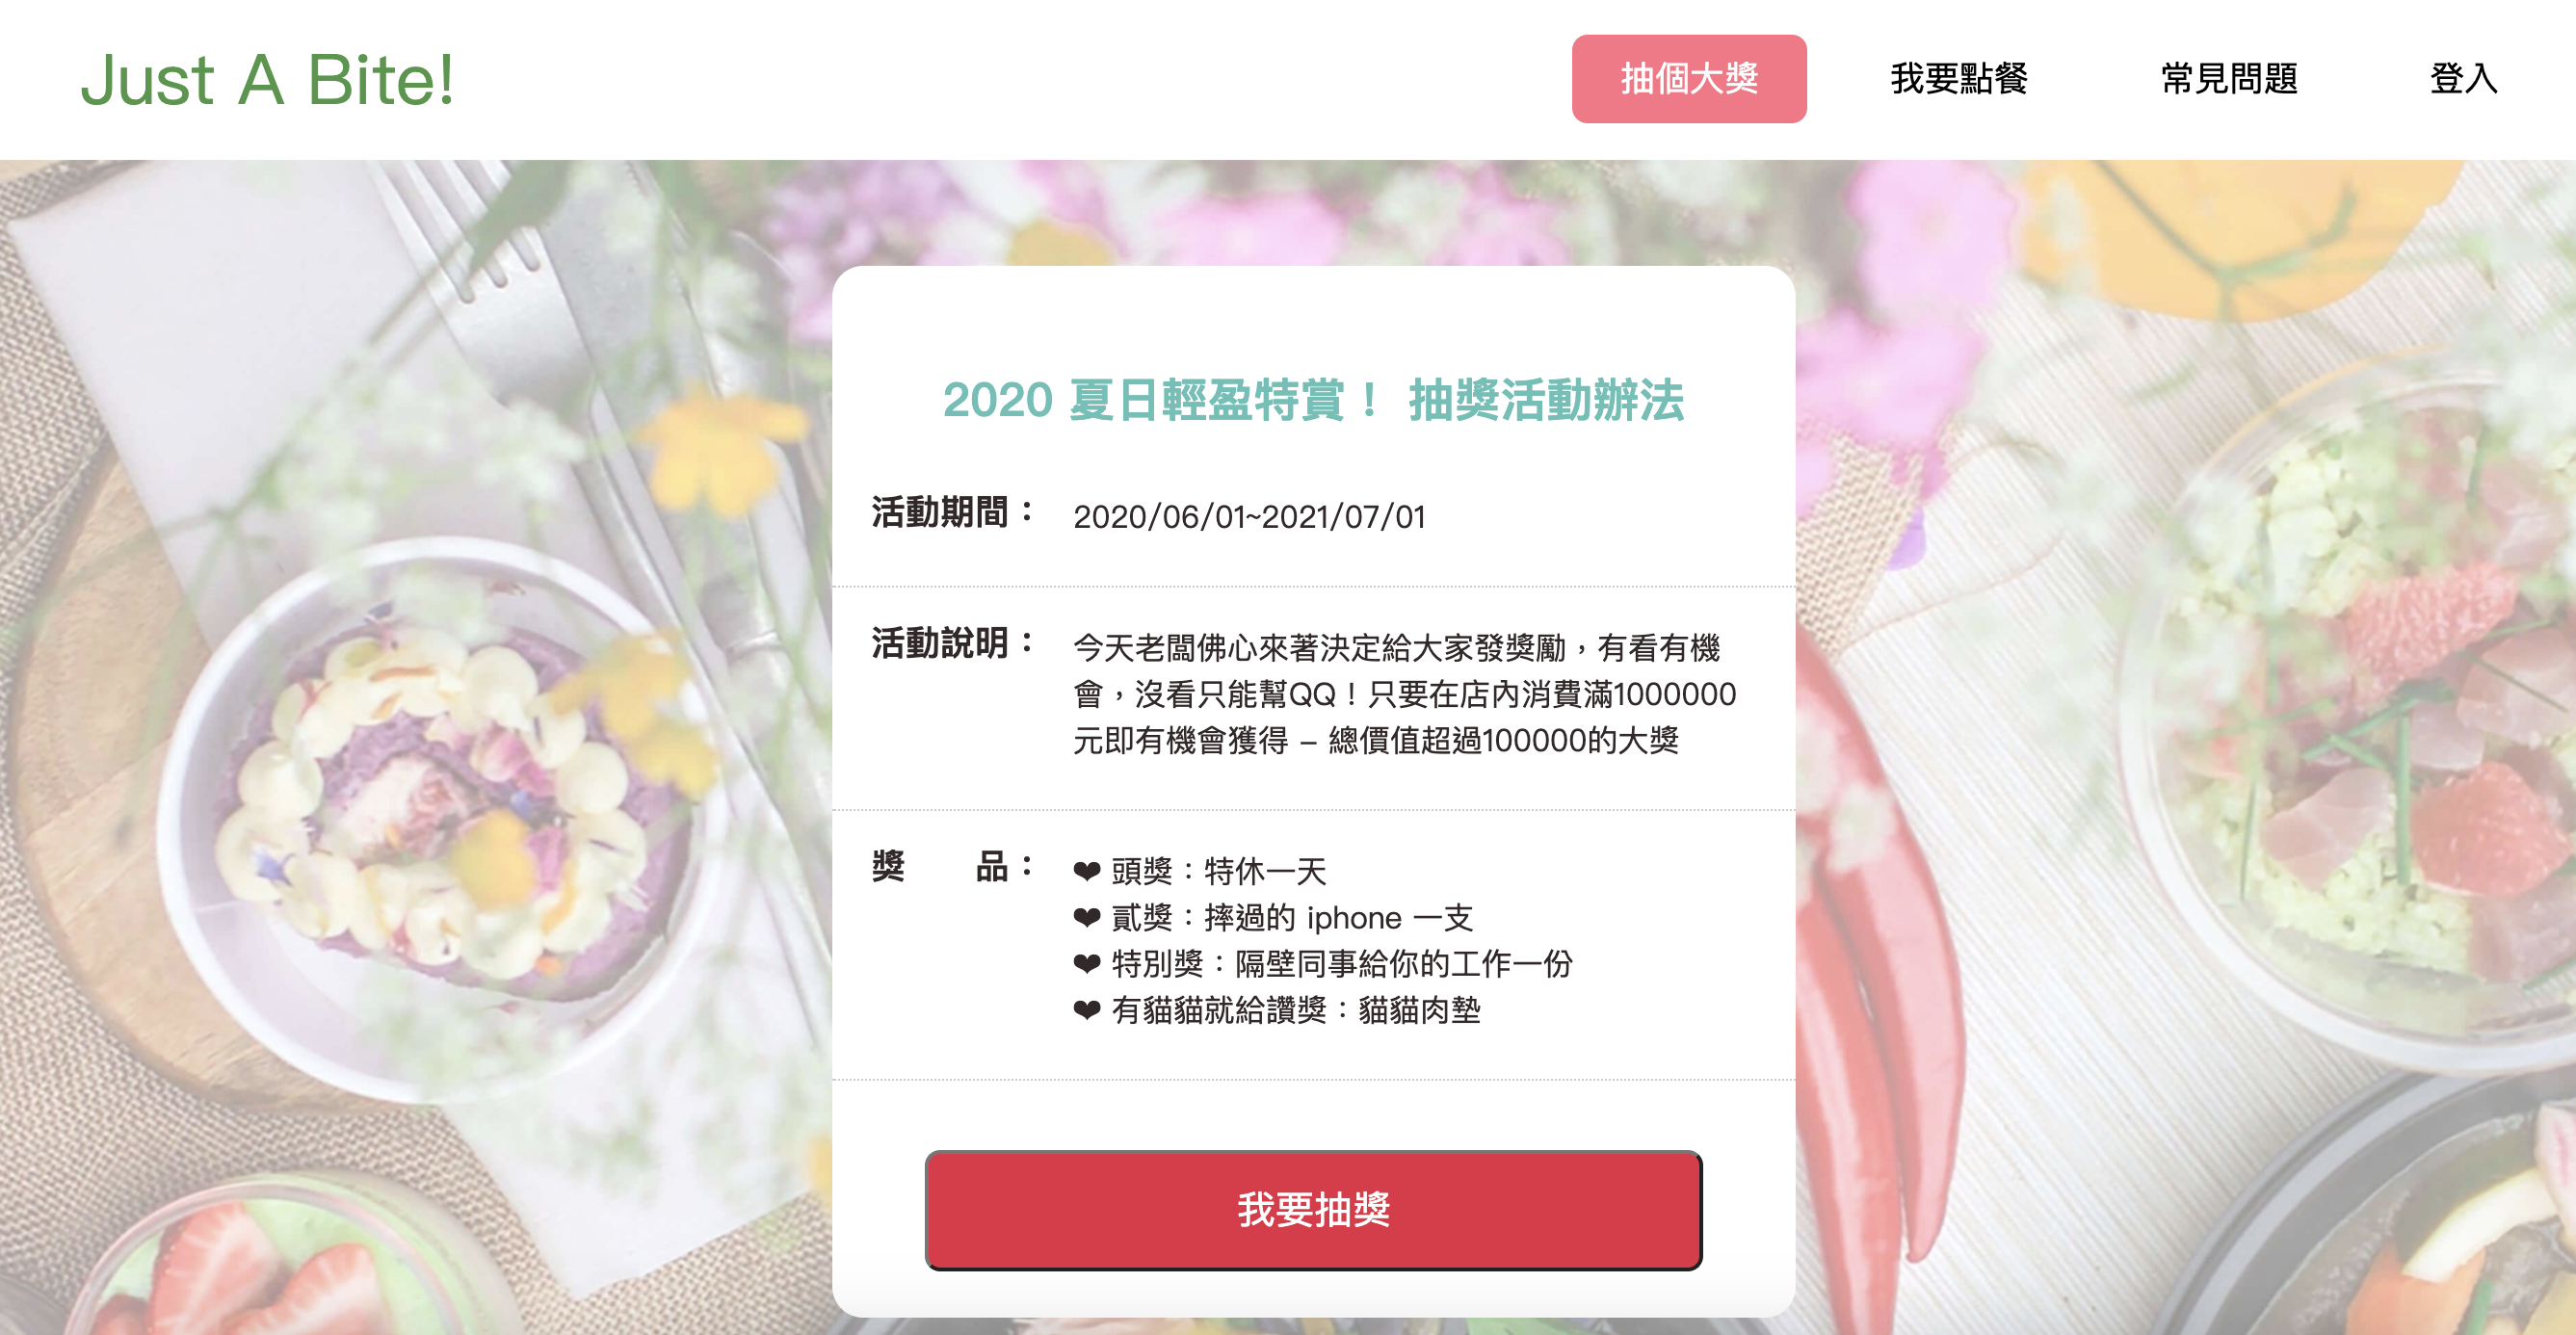 Just A Bite!
抽個大獎
我要點餐
常見問題
登入
2020 夏日輕盈特賞！ 抽獎活動辦法
活動期間：
2020/06/01~2021/07/01
活動說明：
今天老闆佛心來著決定給大家發獎勵，有看有機
會，沒看只能幫QQ！只要在店內消費滿1000000
元即有機會獲得 – 總價值超過100000的大獎
獎　　品：
❤ 頭獎：特休一天
❤ 貳獎：摔過的 iphone 一支
❤ 特別獎：隔壁同事給你的工作一份
❤ 有貓貓就給讚獎：貓貓肉墊
我要抽獎